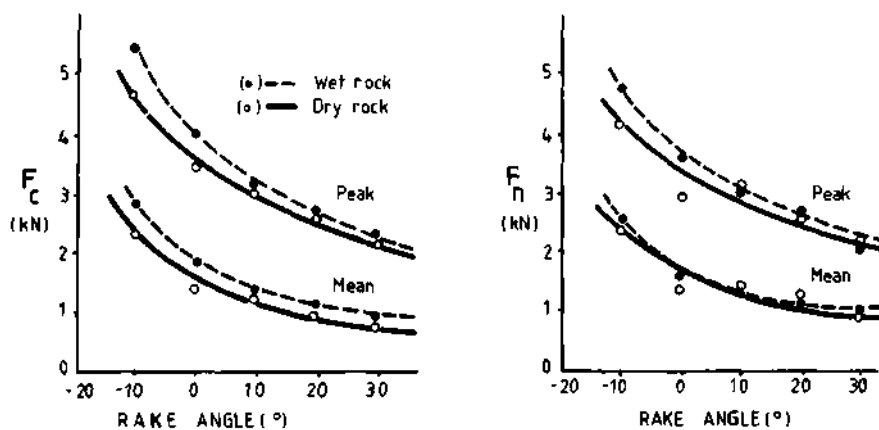 5
4
3
2
1
0
F_c
(kN)
(•) Wet rock
(o) Dry rock
Peak
Mean
-20 -10 0 10 20 30
RAKE ANGLE(°)
5
4
3
2
1
0
F_n
(kN)
Peak
Mean
-20 -10 0 10 20 30
RAKE ANGLE(°)